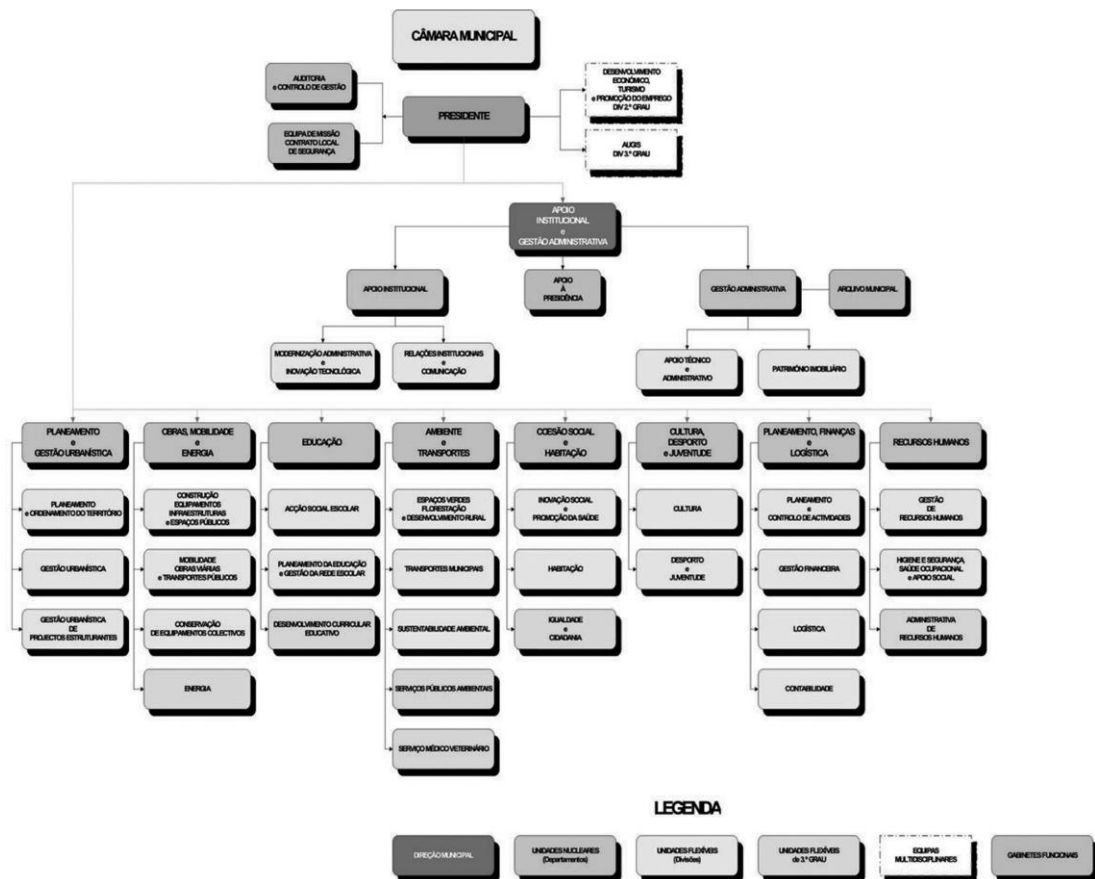 CÂMARA MUNICIPAL
AUDITORIA
e CONTROLO DE GESTÃO
DESENVOLVIMENTO
ECONÓMICO,
TURISMO
e PROMOÇÃO DO EMPREGO
DIV 2.º GRAU
PRESIDENTE
EQUIPA DE MISSÃO
CONTRATO LOCAL
DE SEGURANÇA
AUGIS
DIV 3.º GRAU
APOIO
INSTITUCIONAL
e
GESTÃO ADMINISTRATIVA
APOIO INSTITUCIONAL
APOIO
À
PRESIDÊNCIA
GESTÃO ADMINISTRATIVA
ARQUIVO MUNICIPAL
MODERNIZAÇÃO ADMINISTRATIVA
e
INOVAÇÃO TECNOLÓGICA
RELAÇÕES INSTITUCIONAIS
e
COMUNICAÇÃO
APOIO TÉCNICO
e
ADMINISTRATIVO
PATRIMÓNIO IMOBILIÁRIO
PLANEAMENTO
e
GESTÃO URBANÍSTICA
OBRAS, MOBILIDADE
e
ENERGIA
EDUCAÇÃO
AMBIENTE
e
TRANSPORTES
COESÃO SOCIAL
e
HABITAÇÃO
CULTURA,
DESPORTO
e JUVENTUDE
PLANEAMENTO, FINANÇAS
e
LOGÍSTICA
RECURSOS HUMANOS
PLANEAMENTO
e ORDENAMENTO DO TERRITÓRIO
CONSTRUÇÃO
EQUIPAMENTOS
INFRAESTRUTURAS
e ESPAÇOS PÚBLICOS
ACÇÃO SOCIAL ESCOLAR
ESPAÇOS VERDES
FLORESTAÇÃO
e DESENVOLVIMENTO RURAL
INOVAÇÃO SOCIAL
e
PROMOÇÃO DA SAÚDE
CULTURA
PLANEAMENTO
e
CONTROLO DE ACTIVIDADES
GESTÃO
DE
RECURSOS HUMANOS
GESTÃO URBANÍSTICA
MOBILIDADE
OBRAS VIÁRIAS
e TRANSPORTES PÚBLICOS
PLANEAMENTO DA EDUCAÇÃO
e GESTÃO DA REDE ESCOLAR
TRANSPORTES MUNICIPAIS
HABITAÇÃO
DESPORTO
e
JUVENTUDE
GESTÃO FINANCEIRA
HIGIENE E SEGURANÇA,
SAÚDE OCUPACIONAL
e APOIO SOCIAL
GESTÃO URBANÍSTICA
DE
PROJECTOS ESTRUTURANTES
CONSERVAÇÃO
DE EQUIPAMENTOS COLECTIVOS
DESENVOLVIMENTO CURRICULAR
EDUCATIVO
SUSTENTABILIDADE AMBIENTAL
IGUALDADE
e
CIDADANIA
LOGÍSTICA
ADMINISTRATIVA
DE
RECURSOS HUMANOS
ENERGIA
SERVIÇOS PÚBLICOS AMBIENTAIS
CONTABILIDADE
SERVIÇO MÉDICO VETERINÁRIO
LEGENDA
DIREÇÃO MUNICIPAL
UNIDADES NUCLEARES
(Departamentos)
UNIDADES FLEXÍVEIS
(Divisões)
UNIDADES FLEXÍVEIS
de 3.º GRAU
EQUIPAS
MULTIDISCIPLINARES
GABINETES FUNCIONAIS